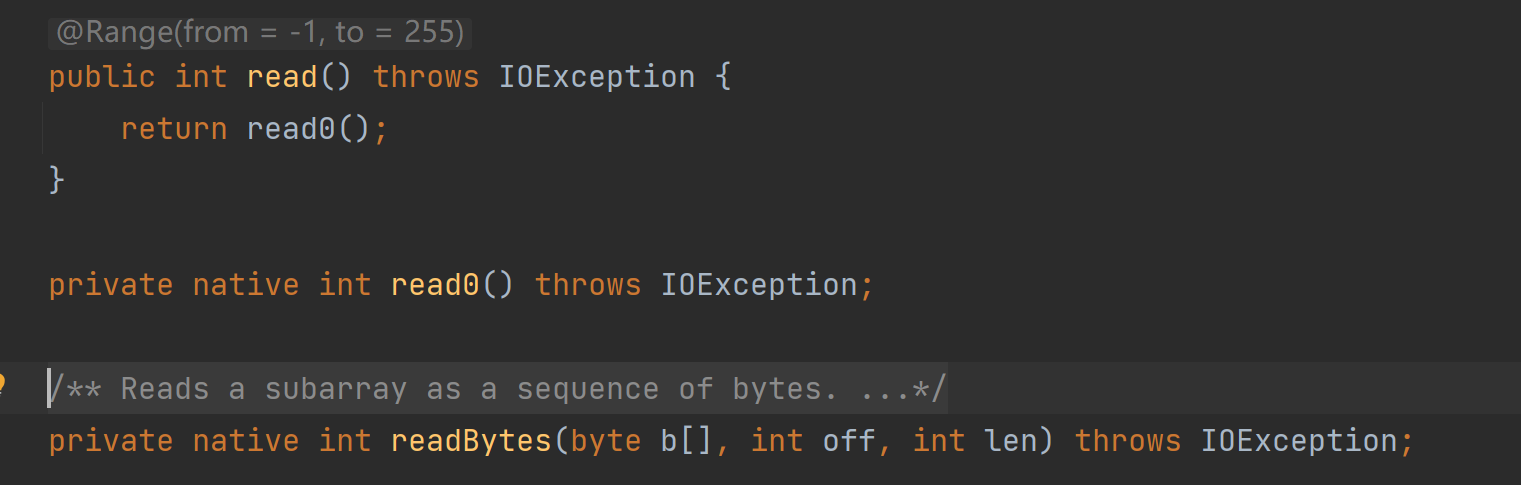 @Range(from = -1, to = 255)
public int read() throws IOException {
    return read0();
}
private native int read0() throws IOException;
/** Reads a subarray as a sequence of bytes. ...*/
private native int readBytes(byte b[], int off, int len) throws IOException;